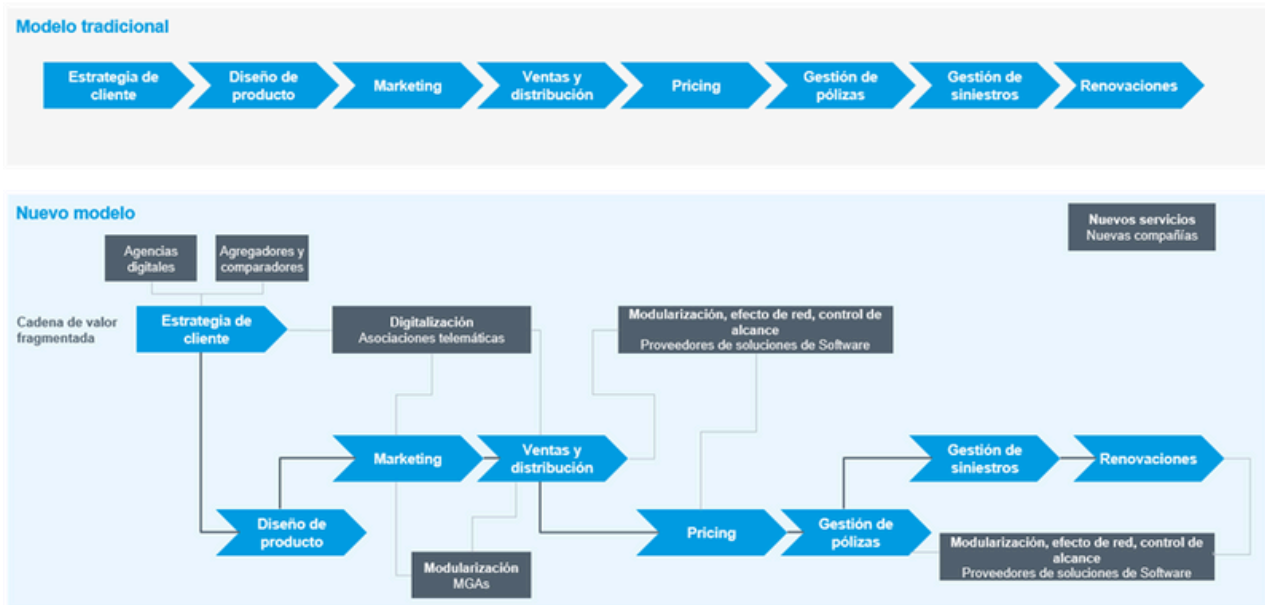 Modelo tradicional
Estrategia de
cliente
Diseño de
producto
Marketing
Ventas y
distribución
Pricing
Gestión de
pólizas
Gestión de
siniestros
Renovaciones
Nuevo modelo
Nuevos servicios
Nuevas compañías
Agencias
digitales
Agregadores y
comparadores
Cadena de valor
fragmentada
Estrategia de
cliente
Digitalización
Asociaciones telemáticas
Modularización, efecto de red, control de
alcance
Proveedores de soluciones de Software
Marketing
Ventas y
distribución
Gestión de
siniestros
Renovaciones
Diseño de
producto
Pricing
Gestión de
pólizas
Modularización
MGAs
Modularización, efecto de red, control de
alcance
Proveedores de soluciones de Software